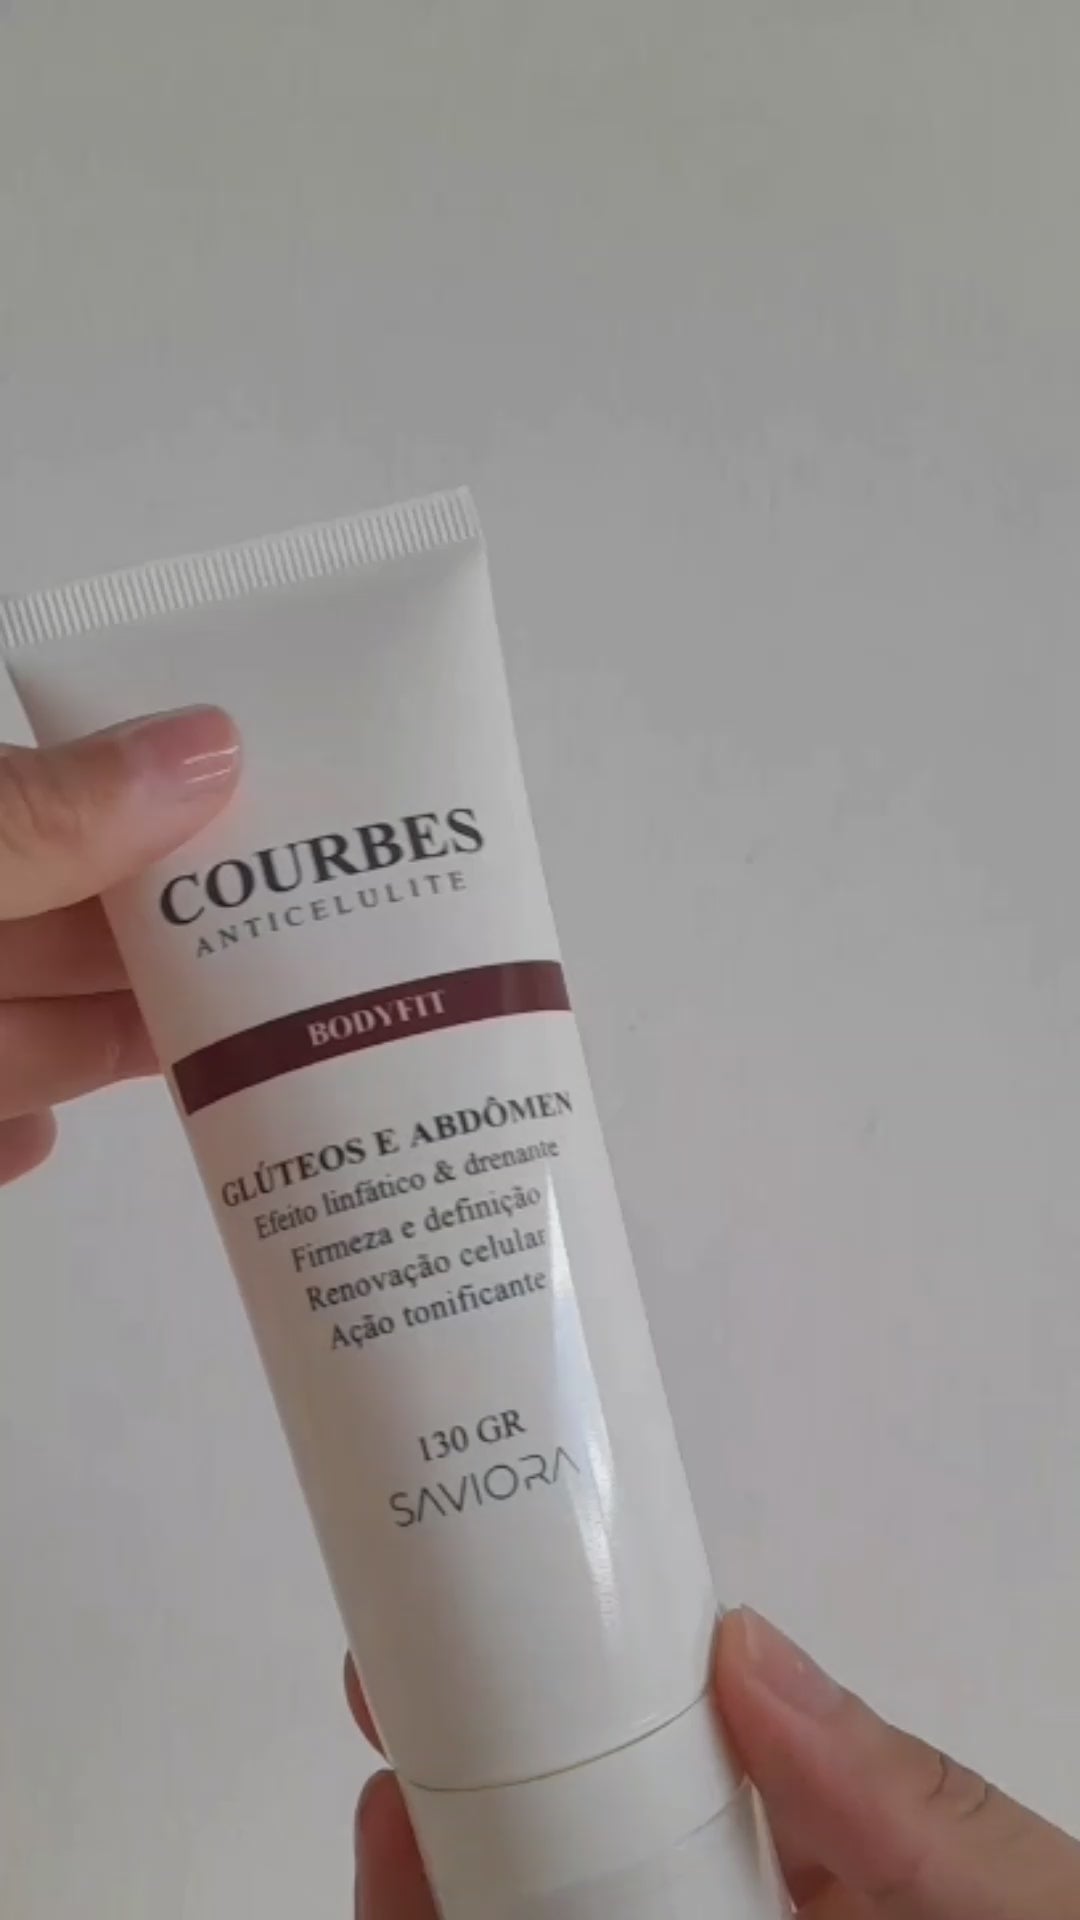 COURBES
ANTICELULITE
BODYFIT
GLÚTEOS E ABDÔMEN
Efeito linfático & drenante
Firmeza e definição
Renovação celular
Ação tonificante
130 GR
SAVIORA